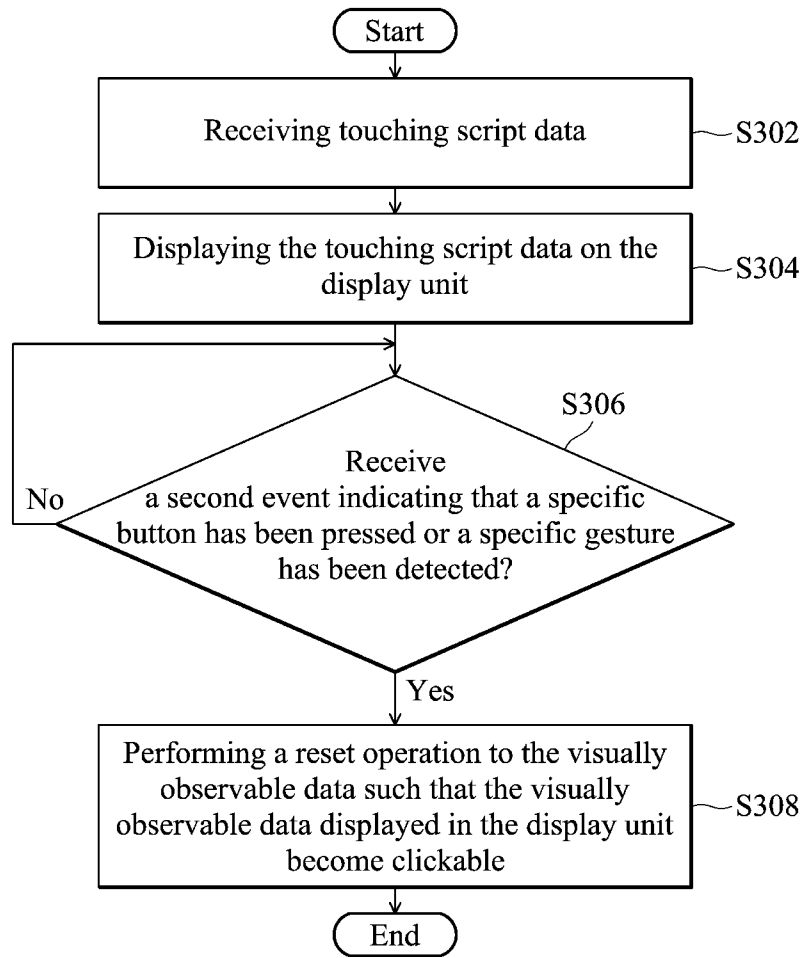 Start
Receiving touching script data
S302
Displaying the touching script data on the
display unit
S304
S306
Receive
a second event indicating that a specific
button has been pressed or a specific gesture
has been detected?
No
Yes
Performing a reset operation to the visually
observable data such that the visually
observable data displayed in the display unit
become clickable
S308
End